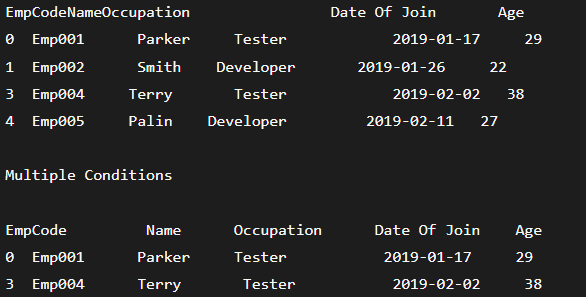 EmpCodeNameOccupation Date Of Join Age
0 Emp001 Parker Tester 2019-01-17 29
1 Emp002 Smith Developer 2019-01-26 22
3 Emp004 Terry Tester 2019-02-02 38
4 Emp005 Palin Developer 2019-02-11 27
Multiple Conditions
EmpCode Name Occupation Date Of Join Age
0 Emp001 Parker Tester 2019-01-17 29
3 Emp004 Terry Tester 2019-02-02 38